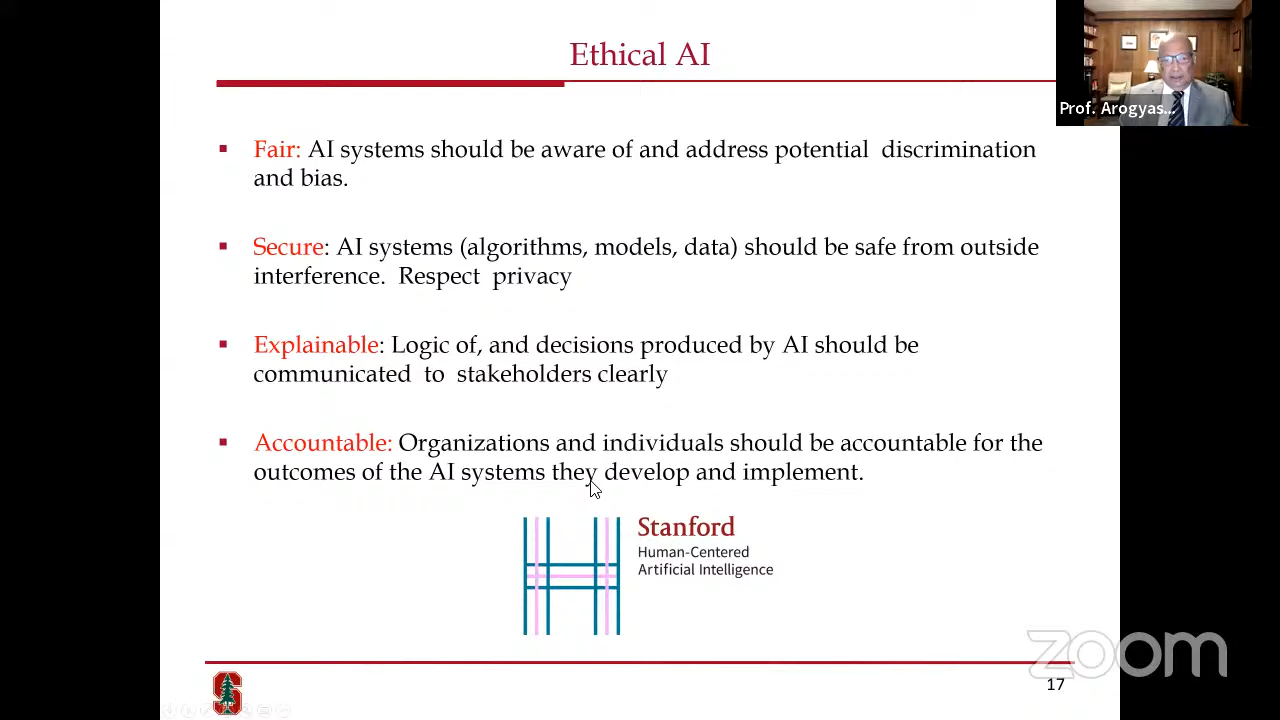 Ethical AI
Prof. Arogyas...
▪ Fair: AI systems should be aware of and address potential discrimination
and bias.
▪ Secure: AI systems (algorithms, models, data) should be safe from outside
interference. Respect privacy
▪ Explainable: Logic of, and decisions produced by AI should be
communicated to stakeholders clearly
▪ Accountable: Organizations and individuals should be accountable for the
outcomes of the AI systems they develop and implement.
Stanford
Human-Centered
Artificial Intelligence
zoom
S
17